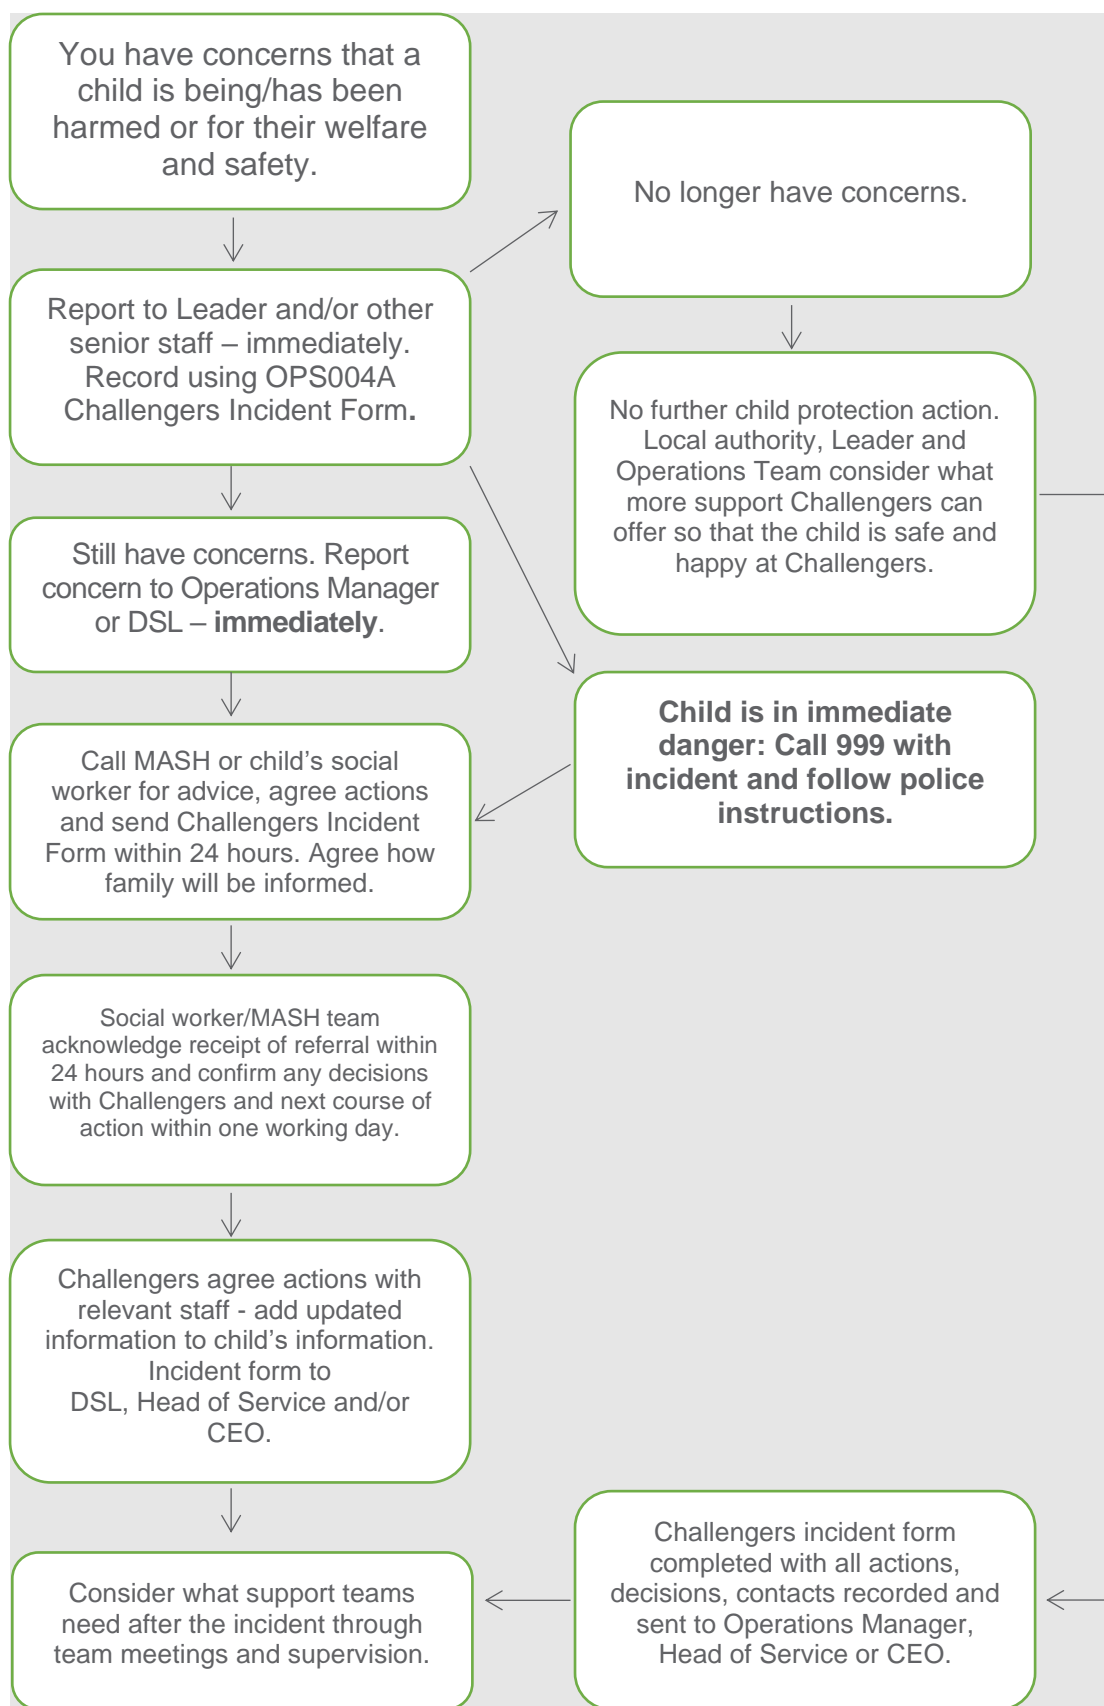 You have concerns that a
child is being/has been
harmed or for their welfare
and safety.
No longer have concerns.
Report to Leader and/or other
senior staff – immediately.
Record using OPS004A
Challengers Incident Form.
No further child protection action.
Local authority, Leader and
Operations Team consider what
more support Challengers can
offer so that the child is safe and
happy at Challengers.
Still have concerns. Report
concern to Operations Manager
or DSL – immediately.
Child is in immediate
danger: Call 999 with
incident and follow police
instructions.
Call MASH or child’s social
worker for advice, agree actions
and send Challengers Incident
Form within 24 hours. Agree how
family will be informed.
Social worker/MASH team
acknowledge receipt of referral within
24 hours and confirm any decisions
with Challengers and next course of
action within one working day.
Challengers agree actions with
relevant staff - add updated
information to child’s information.
Incident form to
DSL, Head of Service and/or
CEO.
Challengers incident form
completed with all actions,
decisions, contacts recorded and
sent to Operations Manager,
Head of Service or CEO.
Consider what support teams
need after the incident through
team meetings and supervision.